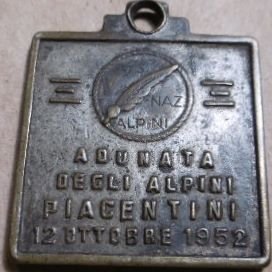 NAZ
ALPINI
ADUNATA
DEGLI ALPINI
PIACENTINI
12 OTTOBRE 1952